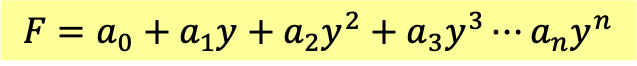 F = a₀ + a₁y + a₂y² + a₃y³ ⋯ aₙyⁿ